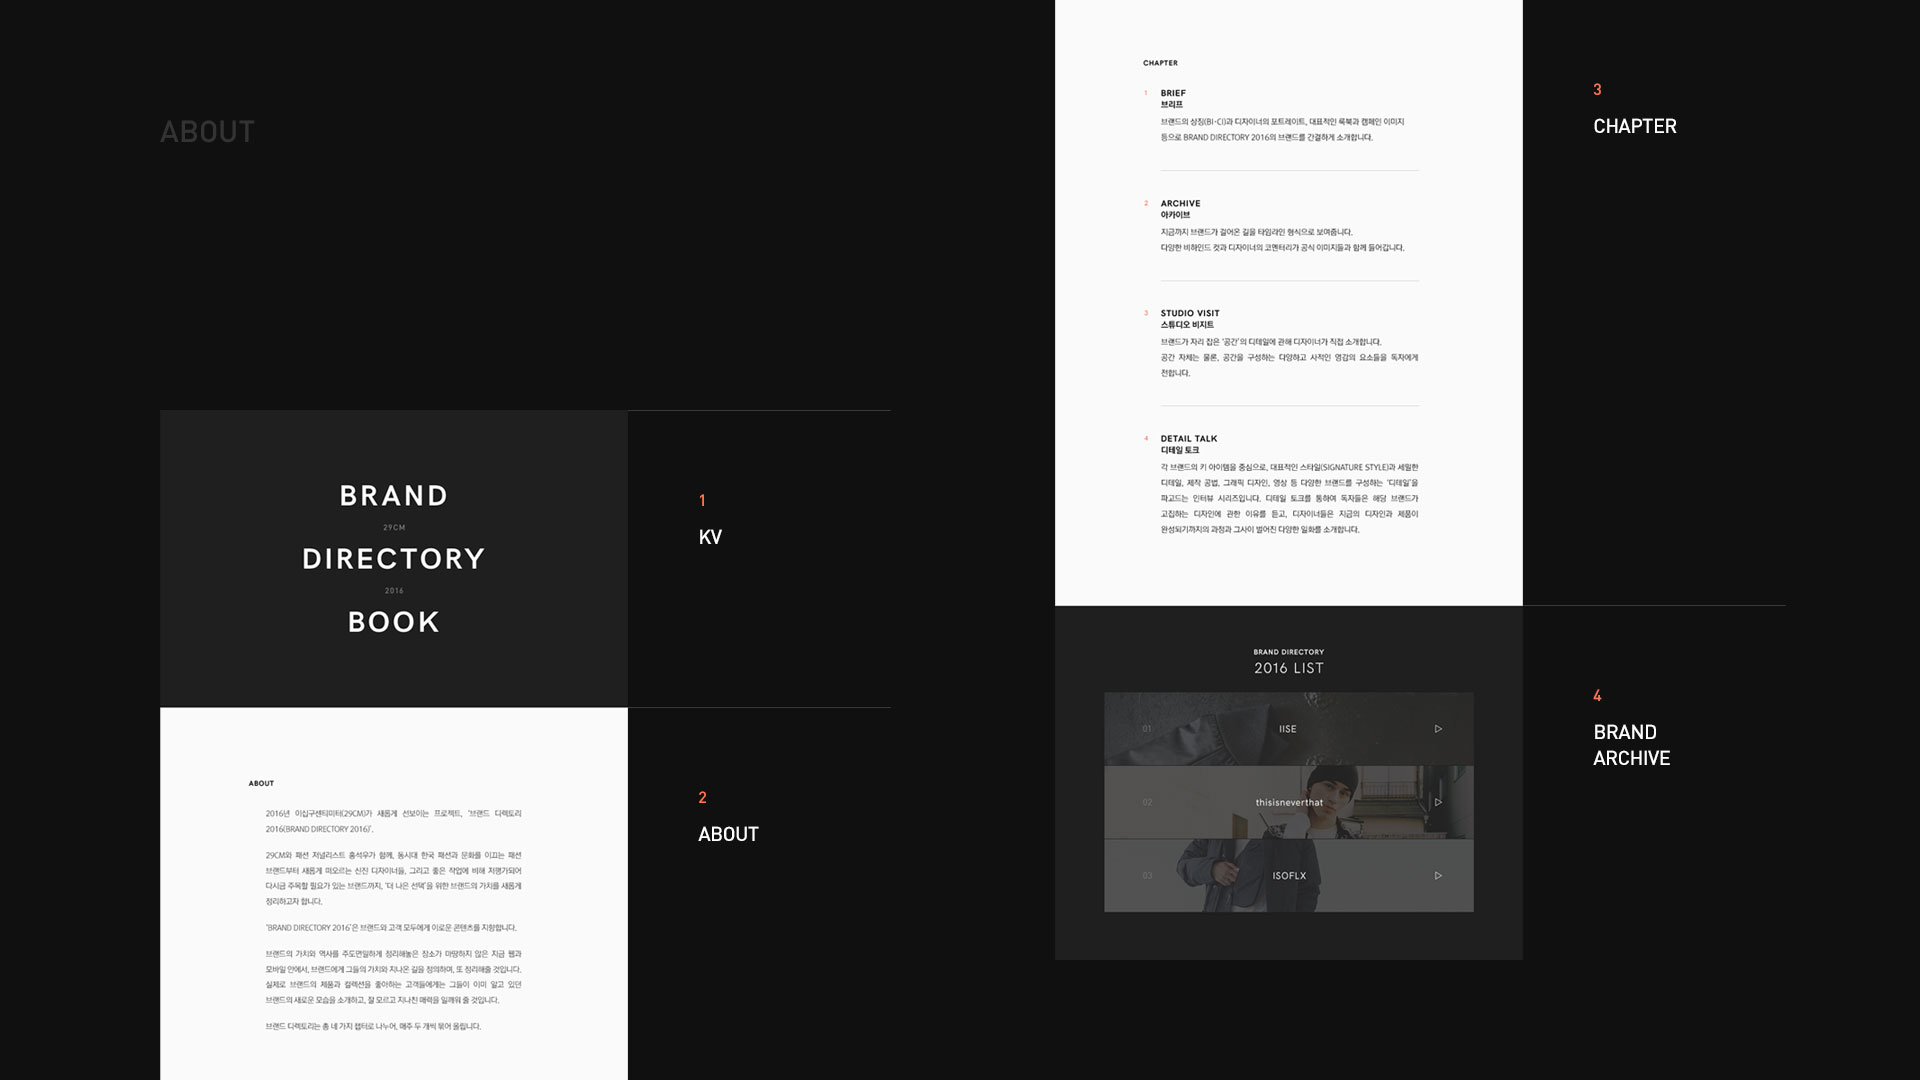 ABOUT
BRAND
29CM
DIRECTORY
2016
BOOK
1
KV
ABOUT
2016년 이십구센티미터(29CM)가 새롭게 선보이는 프로젝트, '브랜드 디렉토리
2016(BRAND DIRECTORY 2016)'.
29CM와 패션 저널리스트 홍석우가 함께, 동시대 한국 패션과 문화를 이끄는 패션
브랜드부터 새롭게 떠오르는 신진 디자이너들, 그리고 좋은 작업에 비해 저평가되어
다시금 주목할 필요가 있는 브랜드까지, '더 나은 선택'을 위한 브랜드의 가치를 새롭게
정리하고자 합니다.
'BRAND DIRECTORY 2016'은 브랜드와 고객 모두에게 이로운 콘텐츠를 지향합니다.
브랜드의 가치와 역사를 주도면밀하게 정리해놓은 장소가 마땅하지 않은 지금 웹과
모바일 안에서, 브랜드에게 그들의 가치와 지나온 길을 정의하며, 또 정리해줄 것입니다.
실제로 브랜드의 제품과 컬렉션을 좋아하는 고객들에게는 그들이 이미 알고 있던
브랜드의 새로운 모습을 소개하고, 잘 모르고 지나친 매력을 일깨워 줄 것입니다.
브랜드 디렉토리는 총 네 가지 챕터로 나누어, 매주 두 개씩 묶어 올립니다.
2
ABOUT
CHAPTER
1 BRIEF
브리프
브랜드의 상징(BI·CI)과 디자이너의 포트레이트, 대표적인 룩북과 캠페인 이미지
등으로 BRAND DIRECTORY 2016의 브랜드를 간결하게 소개합니다.
2 ARCHIVE
아카이브
지금까지 브랜드가 걸어온 길을 타임라인 형식으로 보여줍니다.
다양한 비하인드 컷과 디자이너의 코멘터리가 공식 이미지들과 함께 들어갑니다.
3 STUDIO VISIT
스튜디오 비지트
브랜드가 자리 잡은 '공간'의 디테일에 관해 디자이너가 직접 소개합니다.
공간 자체는 물론, 공간을 구성하는 다양하고 사적인 영감의 요소들을 독자에게
전합니다.
4 DETAIL TALK
디테일 토크
각 브랜드의 키 아이템을 중심으로, 대표적인 스타일(SIGNATURE STYLE)과 세밀한
디테일, 제작 공법, 그래픽 디자인, 영상 등 다양한 브랜드를 구성하는 '디테일'을
파고드는 인터뷰 시리즈입니다. 디테일 토크를 통하여 독자들은 해당 브랜드가
고집하는 디자인에 관한 이유를 듣고, 디자이너들은 지금의 디자인과 제품이
완성되기까지의 과정과 그사이 벌어진 다양한 일화를 소개합니다.
3
CHAPTER
BRAND DIRECTORY
2016 LIST
01 IISE
02 thisisneverthat
03 ISOFLX
4
BRAND
ARCHIVE